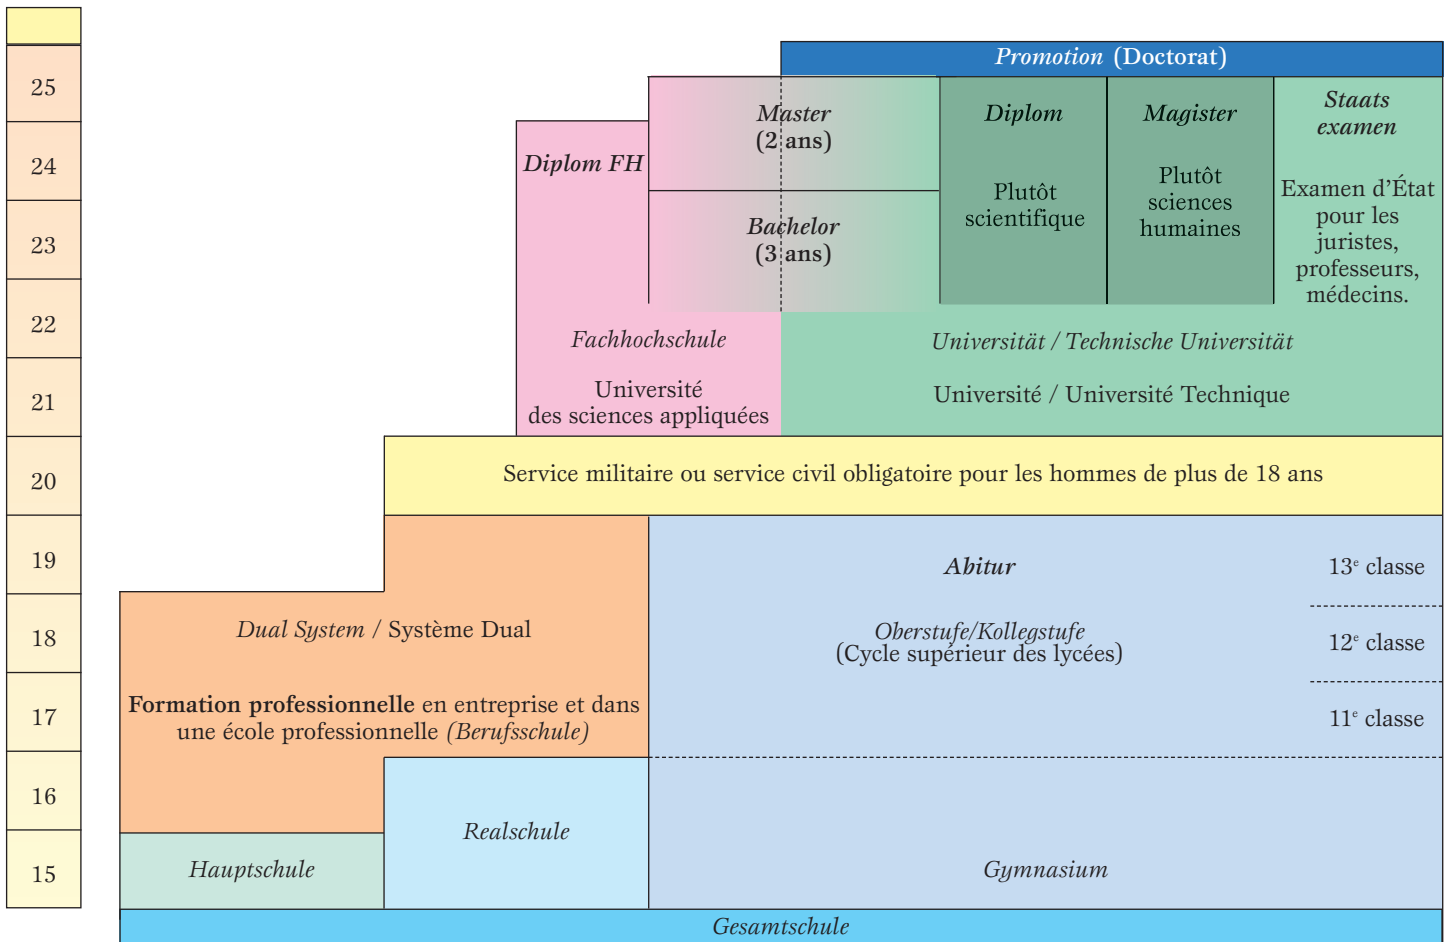 Promotion (Doctorat)
25
24
23
22
21
20
19
18
17
16
15
Diplom FH
Master
(2 ans)
Bachelor
(3 ans)
Diplom
Plutôt
scientifique
Magister
Plutôt
sciences
humaines
Staats
examen
Examen d’État
pour les
juristes,
professeurs,
médecins.
Fachhochschule
Université
des sciences appliquées
Universität / Technische Universität
Université / Université Technique
Service militaire ou service civil obligatoire pour les hommes de plus de 18 ans
Dual System / Système Dual
Formation professionnelle en entreprise et dans
une école professionnelle (Berufsschule)
Abitur
Oberstufe/Kollegstufe
(Cycle supérieur des lycées)
13e classe
12e classe
11e classe
Hauptschule
Realschule
Gymnasium
Gesamtschule